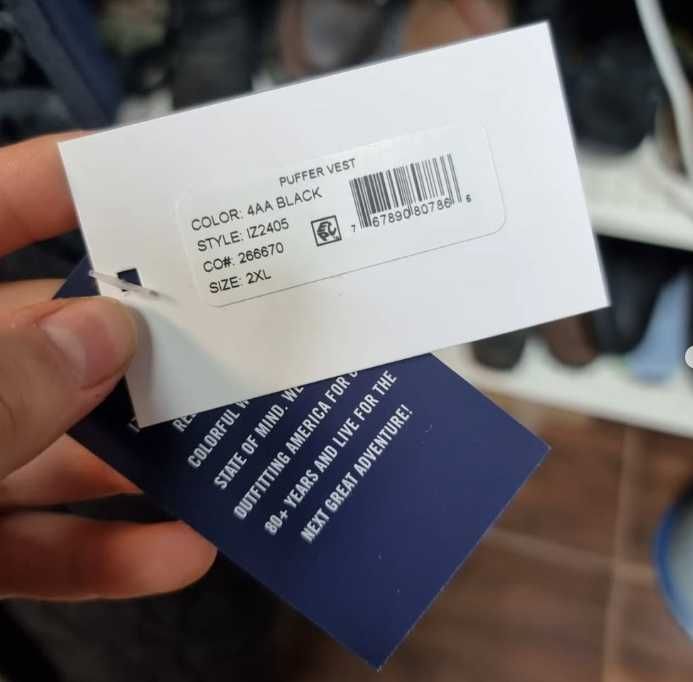 PUFFER VEST
COLOR: 4AA BLACK
STYLE: IZ2405
CO#: 266670
SIZE: 2XL
7 67890 80786 5
COLORFUL
STATE OF MIND.
OUTFITTING AMERICA FOR
80+ YEARS AND LIVE FOR THE
NEXT GREAT ADVENTURE!